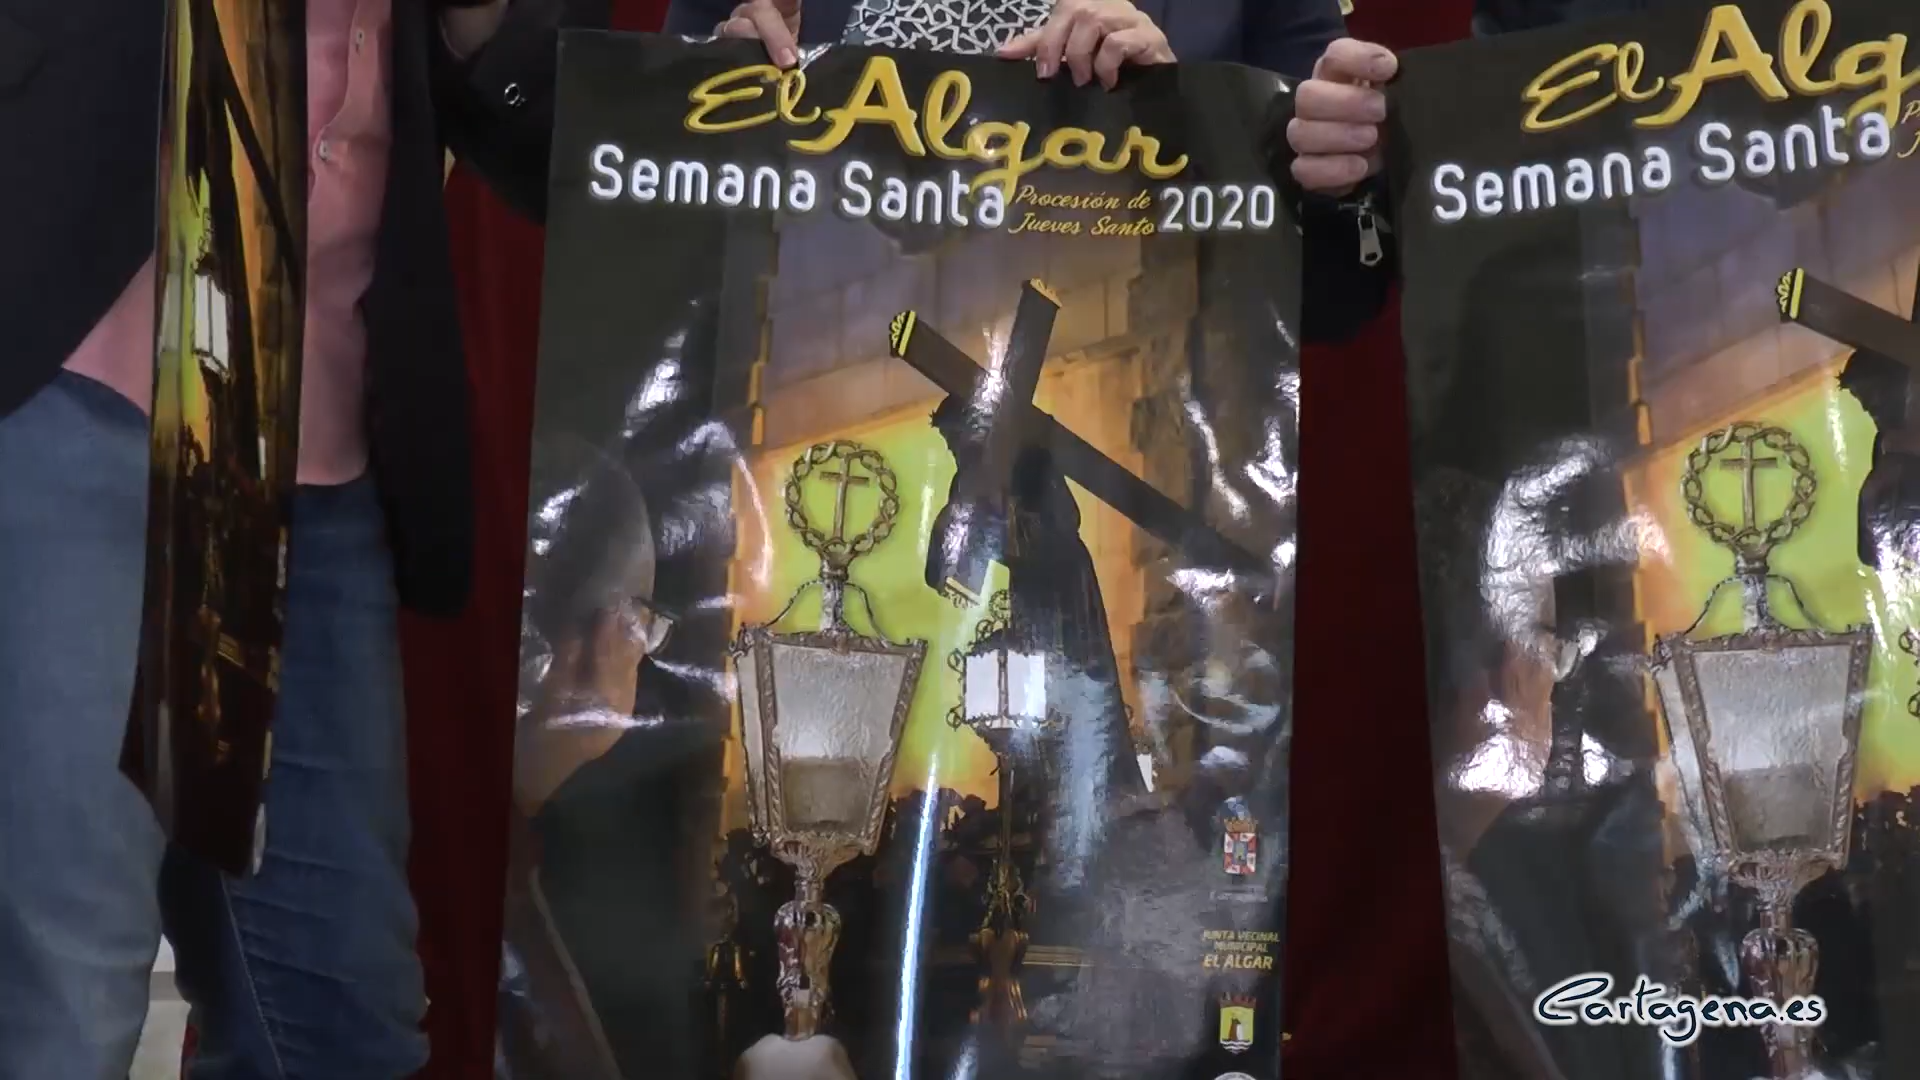 El Algar
Semana Santa
Procesión de
Jueves Santo
2020
JUNTA VECINAL
MUNICIPAL
EL ALGAR
El Alg
Semana Santa
Cartagena.es